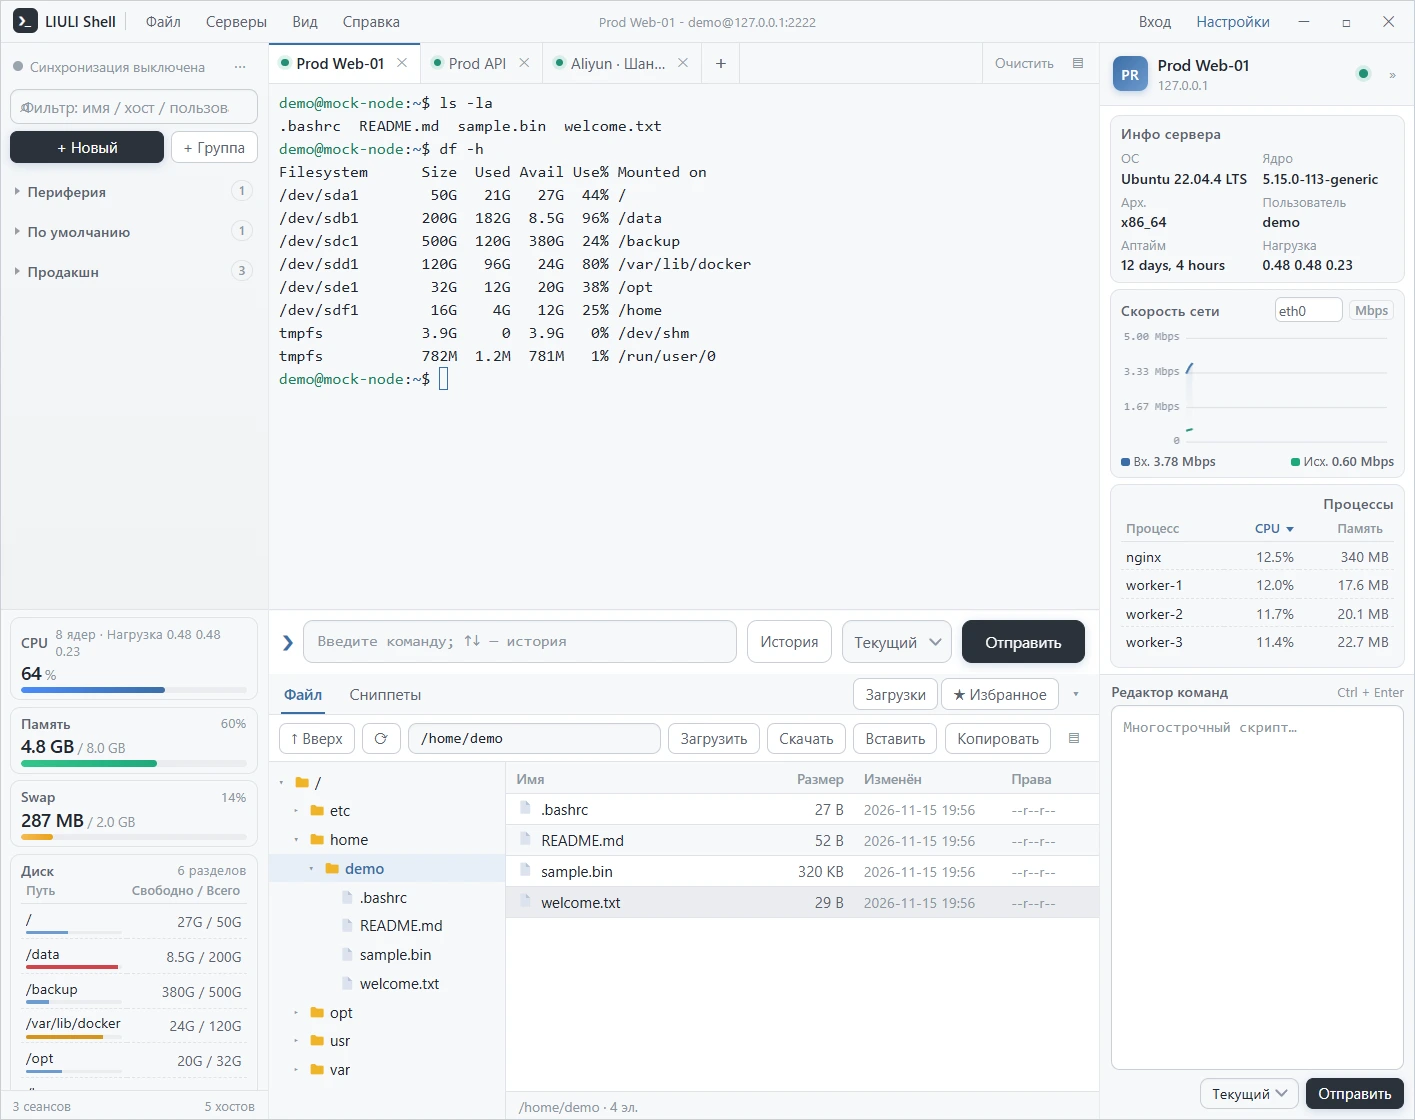 LIULI Shell Файл Серверы Вид Справка Prod Web-01 - demo@127.0.0.1:2222 Вход Настройки
Синхронизация выключена ···
Фильтр: имя / хост / пользов
+ Новый + Группа
Периферия 1
По умолчанию 1
Продакшн 3
Prod Web-01 Prod API Aliyun · Шан... + Очистить
demo@mock-node:~$ ls -la
.bashrc README.md sample.bin welcome.txt
demo@mock-node:~$ df -h
Filesystem Size Used Avail Use% Mounted on
/dev/sda1 50G 21G 27G 44% /
/dev/sdb1 200G 182G 8.5G 96% /data
/dev/sdc1 500G 120G 380G 24% /backup
/dev/sdd1 120G 96G 24G 80% /var/lib/docker
/dev/sde1 32G 12G 20G 38% /opt
/dev/sdf1 16G 4G 12G 25% /home
tmpfs 3.9G 0 3.9G 0% /dev/shm
tmpfs 782M 1.2M 781M 1% /run/user/0
demo@mock-node:~$
PR Prod Web-01 »
127.0.0.1
Инфо сервера
ОС Ядро
Ubuntu 22.04.4 LTS 5.15.0-113-generic
Арх. Пользователь
x86_64 demo
Аптайм Нагрузка
12 days, 4 hours 0.48 0.48 0.23
Скорость сети eth0 Mbps
5.00 Mbps
3.33 Mbps
1.67 Mbps
0
Вх. 3.78 Mbps Исх. 0.60 Mbps
Процессы
Процесс CPU Память
nginx 12.5% 340 MB
worker-1 12.0% 17.6 MB
worker-2 11.7% 20.1 MB
worker-3 11.4% 22.7 MB
CPU 8 ядер · Нагрузка 0.48 0.48 0.23
64 %
Память 60%
4.8 GB / 8.0 GB
Swap 14%
287 MB / 2.0 GB
Диск 6 разделов
Путь Свободно / Всего
/ 27G / 50G
/data 8.5G / 200G
/backup 380G / 500G
/var/lib/docker 24G / 120G
/opt 20G / 32G
3 сеансов 5 хостов
Введите команду; ↑↓ — история История Текущий Отправить
Файл Сниппеты Загрузки ★ Избранное
↑ Вверх /home/demo Загрузить Скачать Вставить Копировать
/
etc
home
demo
.bashrc
README.md
sample.bin
welcome.txt
opt
usr
var
Имя Размер Изменён Права
.bashrc 27 B 2026-11-15 19:56 --r--r--
README.md 52 B 2026-11-15 19:56 --r--r--
sample.bin 320 KB 2026-11-15 19:56 --r--r--
welcome.txt 29 B 2026-11-15 19:56 --r--r--
/home/demo · 4 эл.
Редактор команд Ctrl + Enter
Многострочный скрипт…
Текущий Отправить